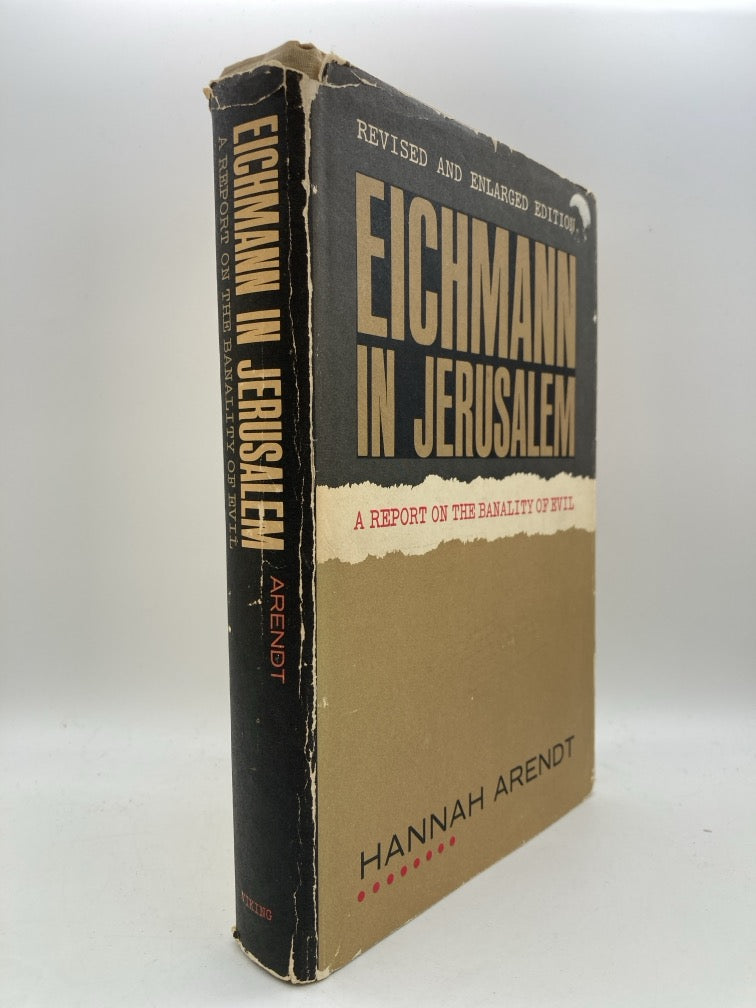 REVISED AND ENLARGED EDITION
EICHMANN
IN JERUSALEM
A REPORT ON THE BANALITY OF EVIL
HANNAH ARENDT
EICHMANN IN JERUSALEM
A REPORT ON THE BANALITY OF EVIL
ARENDT
VIKING